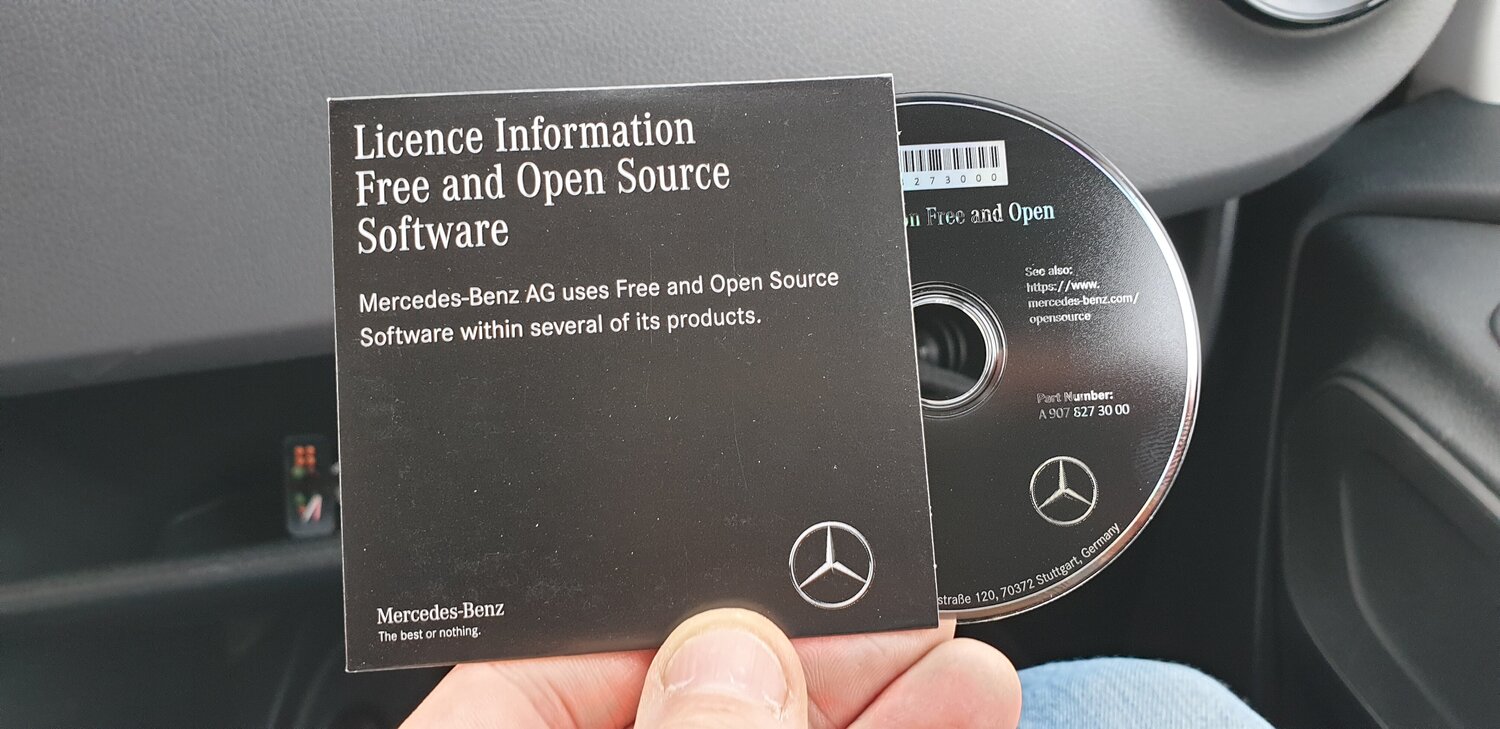 Licence Information
Free and Open Source
Software
Mercedes-Benz AG uses Free and Open Source
Software within several of its products.
Mercedes-Benz
The best or nothing.
273000
Free and Open
See also:
https://www.
mercedes-benz.com/
opensource
Part Number:
A 907 827 30 00
straße 120, 70372 Stuttgart, Germany